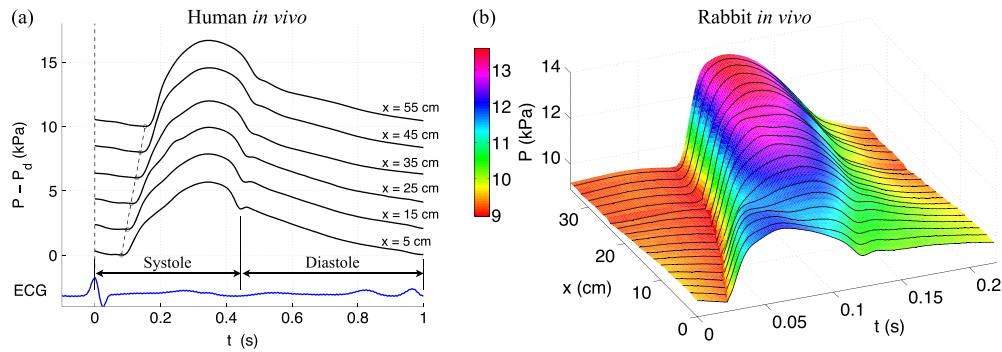 (a) Human in vivo
P − Pd (kPa)
15
10
5
0
x = 55 cm
x = 45 cm
x = 35 cm
x = 25 cm
x = 15 cm
x = 5 cm
Systole Diastole
ECG
0 0.2 0.4 0.6 0.8 1
t (s)
(b) Rabbit in vivo
13
12
11
10
9
P (kPa)
14
12
10
30
20
10
0
x (cm)
0
0.05
0.1
0.15
0.2
t (s)